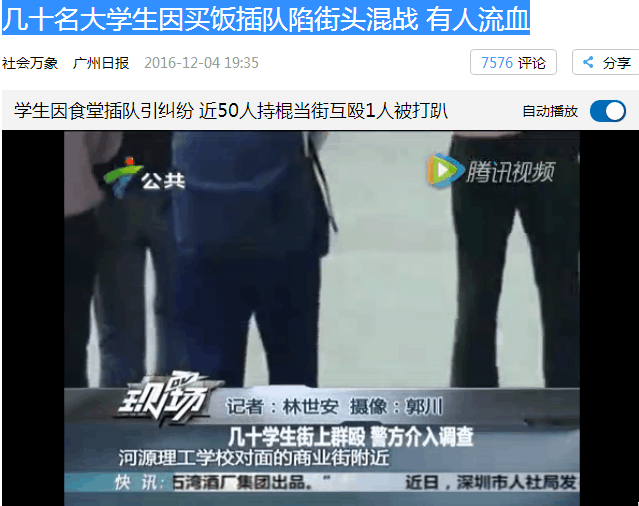 几十名大学生因买饭插队陷街头混战 有人流血
社会万象 广州日报 2016-12-04 19:35 7576 评论 分享
学生因食堂插队引纠纷 近50人持棍当街互殴1人被打趴 自动播放
公共 腾讯视频
现场 记者：林世安 摄像：郭川
几十学生街上群殴 警方介入调查
河源理工学校对面的商业街附近
快 讯： 石湾酒厂集团出品。” 近日，深圳市人社局发